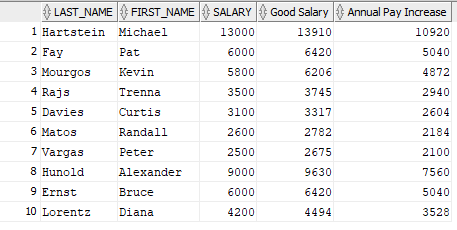 LAST_NAME FIRST_NAME SALARY Good Salary Annual Pay Increase
1 Hartstein Michael 13000 13910 10920
2 Fay Pat 6000 6420 5040
3 Mourgos Kevin 5800 6206 4872
4 Rajs Trenna 3500 3745 2940
5 Davies Curtis 3100 3317 2604
6 Matos Randall 2600 2782 2184
7 Vargas Peter 2500 2675 2100
8 Hunold Alexander 9000 9630 7560
9 Ernst Bruce 6000 6420 5040
10 Lorentz Diana 4200 4494 3528